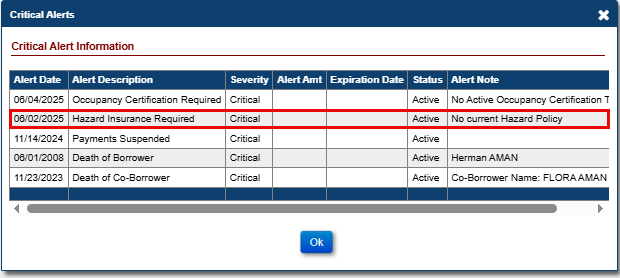 Critical Alerts
Critical Alert Information
Alert Date Alert Description Severity Alert Amt Expiration Date Status Alert Note
06/04/2025 Occupancy Certification Required Critical Active No Active Occupancy Certification T
06/02/2025 Hazard Insurance Required Critical Active No current Hazard Policy
11/14/2024 Payments Suspended Critical Active
06/01/2008 Death of Borrower Critical Active Herman AMAN
11/23/2023 Death of Co-Borrower Critical Active Co-Borrower Name: FLORA AMAN
Ok